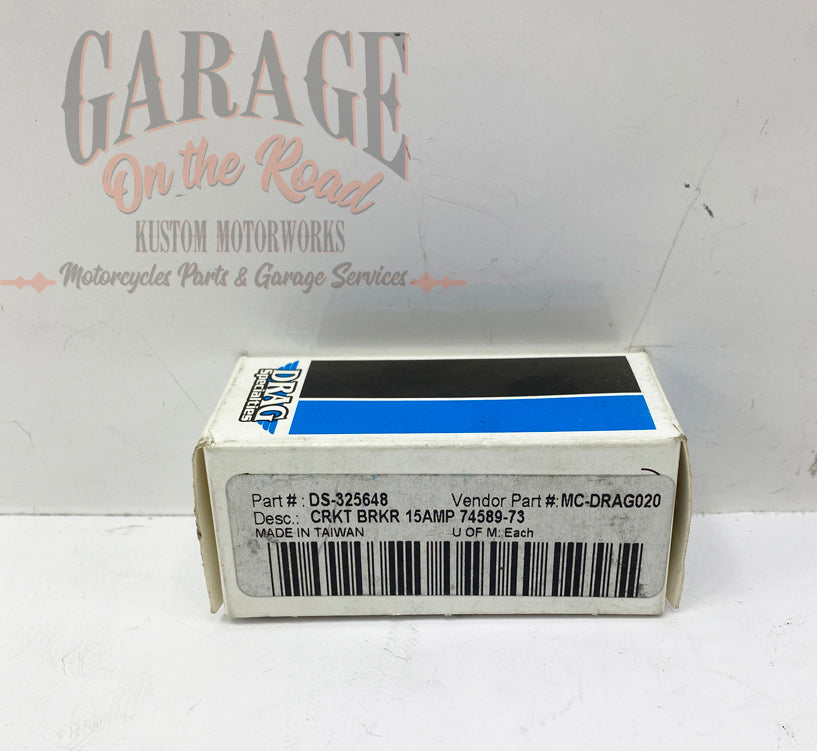 GARAGE
On the Road
KUSTOM MOTORWORKS
Motorcycles Parts & Garage Services
DRAG
Specialties
Part # : DS-325648 Vendor Part #: MC-DRAG020
Desc.: CRKT BRKR 15AMP 74589-73
MADE IN TAIWAN U OF M: Each